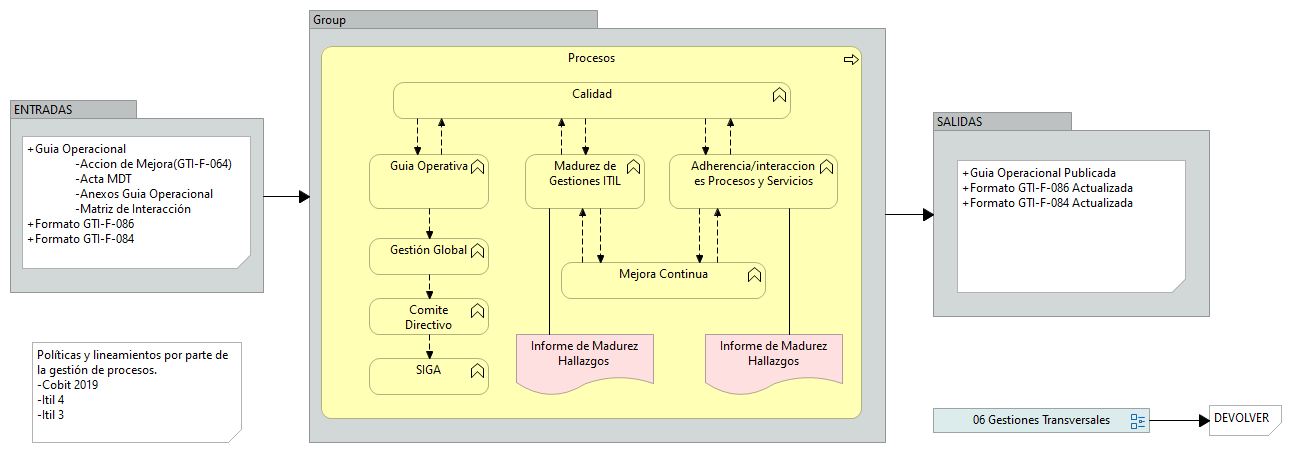 ENTRADAS
+Guia Operacional
-Accion de Mejora(GTI-F-064)
-Acta MDT
-Anexos Guia Operacional
-Matriz de Interacción
+Formato GTI-F-086
+Formato GTI-F-084
Políticas y lineamientos por parte de
la gestión de procesos.
-Cobit 2019
-Itil 4
-Itil 3
Group
Procesos
Calidad
Guia Operativa
Madurez de
Gestiones ITIL
Adherencia/interaccion
es Procesos y Servicios
Gestión Global
Mejora Continua
Comite
Directivo
SIGA
Informe de Madurez
Hallazgos
Informe de Madurez
Hallazgos
SALIDAS
+Guia Operacional Publicada
+Formato GTI-F-086 Actualizada
+Formato GTI-F-084 Actualizada
06 Gestiones Transversales
DEVOLVER